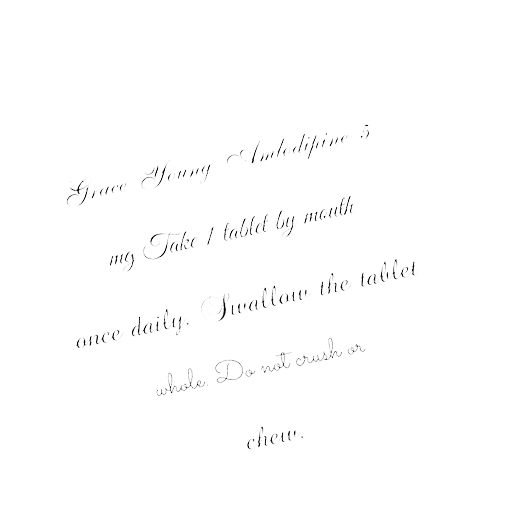 Grace Young Amlodipine 5
mg Take 1 tablet by mouth
once daily. Swallow the tablet
whole. Do not crush or
chew.